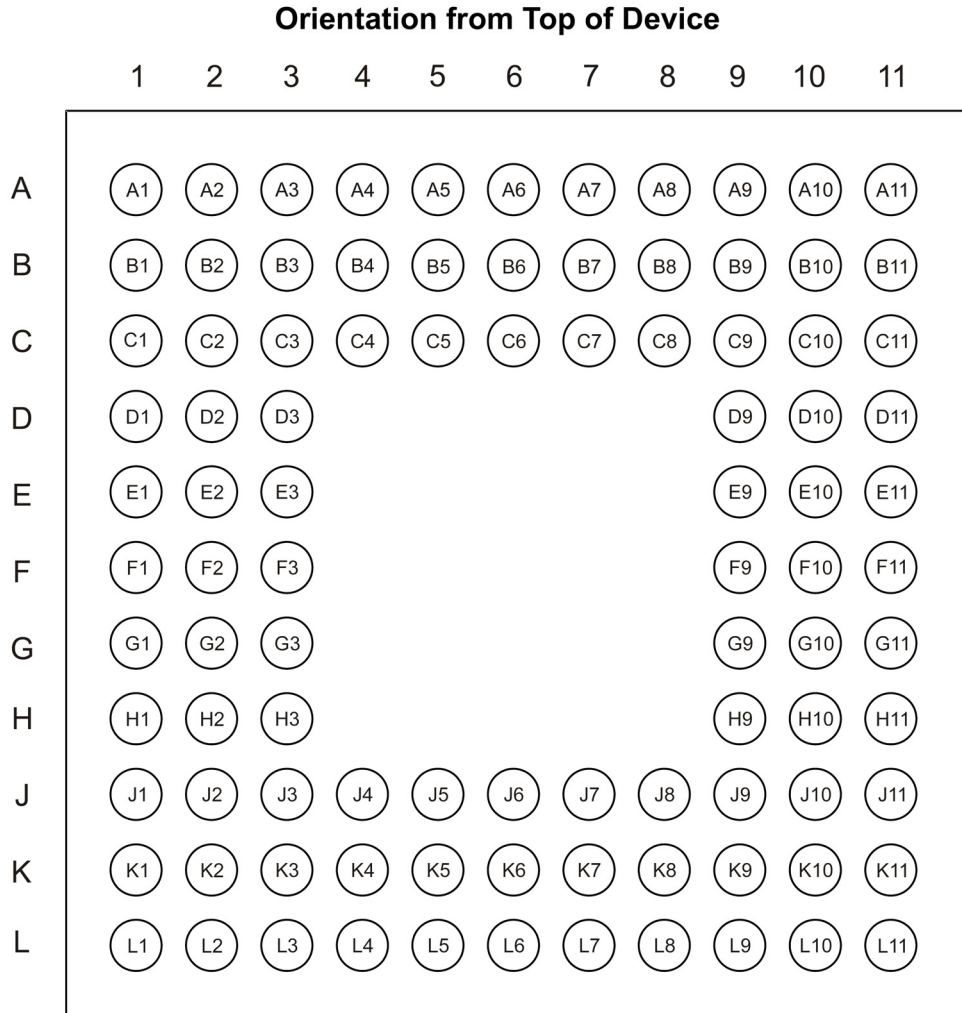 Orientation from Top of Device
1 2 3 4 5 6 7 8 9 10 11
A A1 A2 A3 A4 A5 A6 A7 A8 A9 A10 A11
B B1 B2 B3 B4 B5 B6 B7 B8 B9 B10 B11
C C1 C2 C3 C4 C5 C6 C7 C8 C9 C10 C11
D D1 D2 D3 D9 D10 D11
E E1 E2 E3 E9 E10 E11
F F1 F2 F3 F9 F10 F11
G G1 G2 G3 G9 G10 G11
H H1 H2 H3 H9 H10 H11
J J1 J2 J3 J4 J5 J6 J7 J8 J9 J10 J11
K K1 K2 K3 K4 K5 K6 K7 K8 K9 K10 K11
L L1 L2 L3 L4 L5 L6 L7 L8 L9 L10 L11